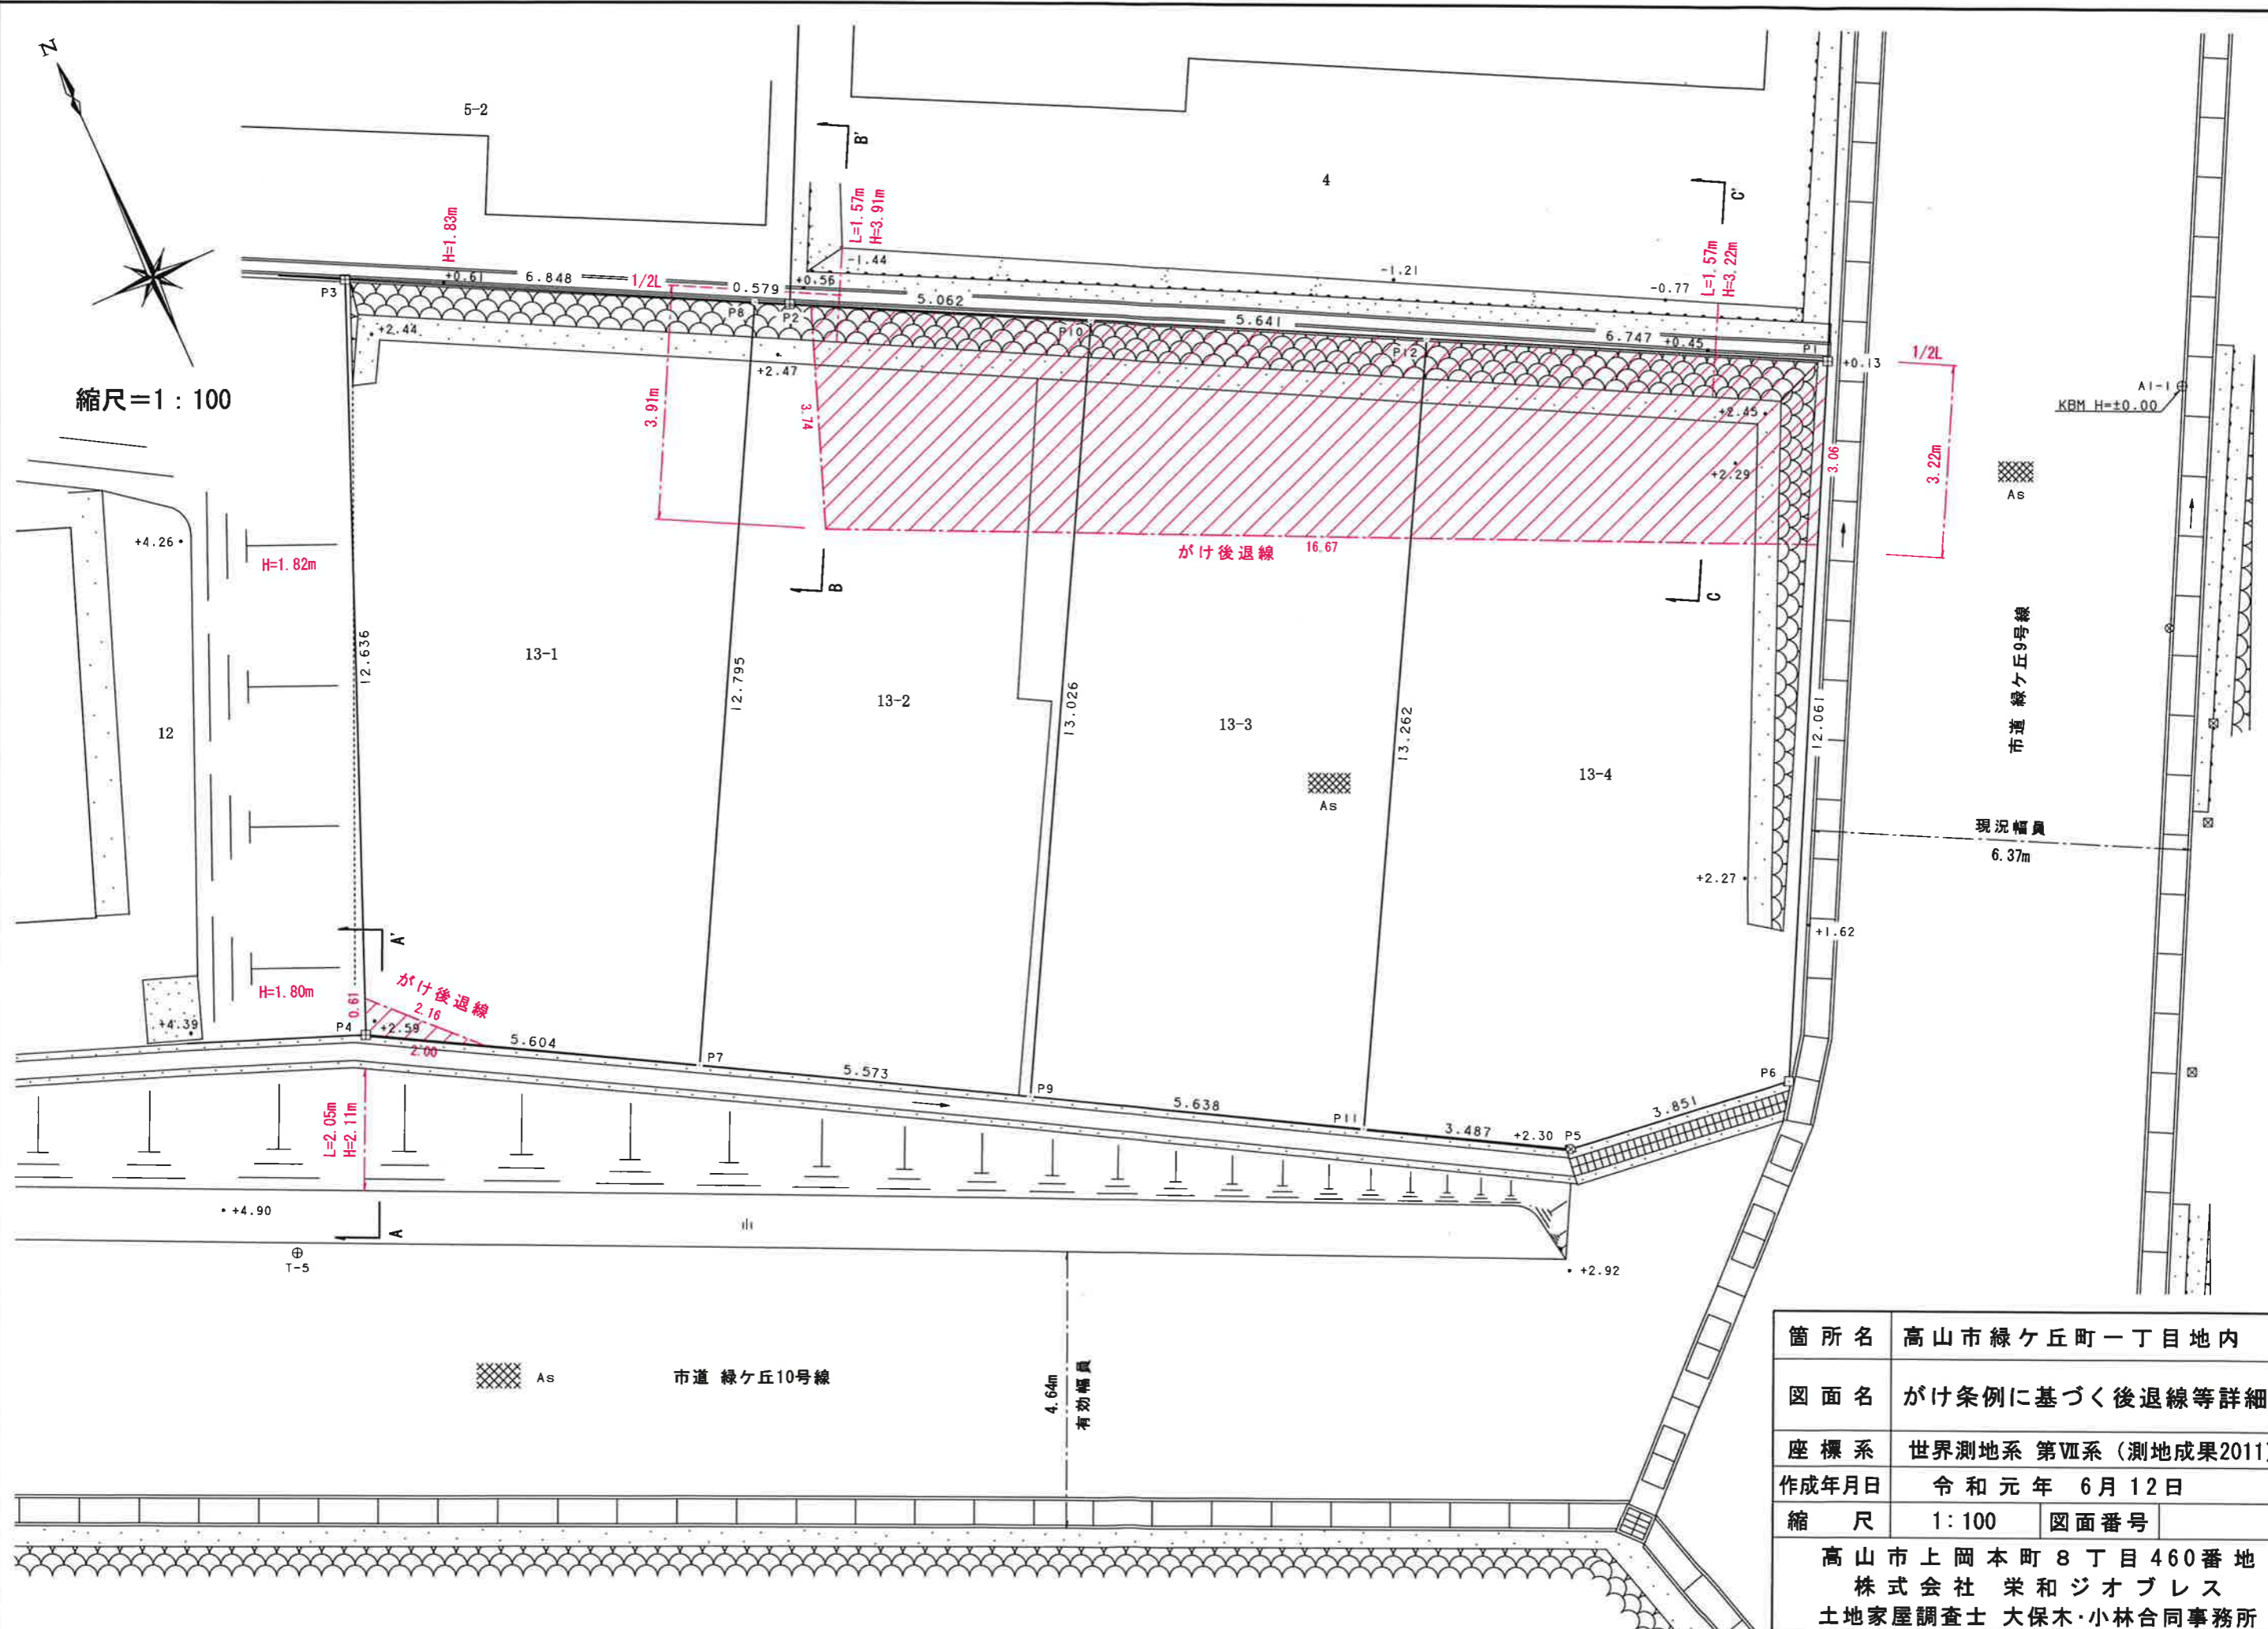 N
縮尺＝1：100
5-2
4
B'
C'
L=1.57m
H=3.91m
L=1.57m
H=3.22m
H=1.83m
-1.44
-1.21
-0.77
P3
+0.61
6.848
1/2L
0.579
+0.56
5.062
5.641
6.747
+0.45
P1
+0.13
1/2L
P8
P2
P10
P12
+2.44
+2.47
+2.45
+2.29
3.91m
3.74
3.06
3.22m
A1-1
KBM H=±0.00
As
がけ後退線
16.67
B
C
+4.26
H=1.82m
12.636
13-1
12.795
13-2
13.026
13-3
13.262
13-4
12.061
12
As
市道 緑ケ丘9号線
現況幅員
6.37m
+2.27
+1.62
A'
H=1.80m
がけ後退線
2.16
0.61
+4.39
P4
+2.59
2.00
5.604
P7
5.573
P9
5.638
P11
3.487
+2.30
P5
3.851
P6
L=2.05m
H=2.11m
+4.90
A
T-5
+2.92
As
市道 緑ケ丘10号線
4.64m
有効幅員
箇所名 高山市緑ケ丘町一丁目地内
図面名 がけ条例に基づく後退線等詳細
座標系 世界測地系 第Ⅶ系（測地成果2011）
作成年月日 令和元年 6月12日
縮尺 1:100 図面番号
高山市上岡本町8丁目460番地
株式会社 栄和ジオブレス
土地家屋調査士 大保木・小林合同事務所